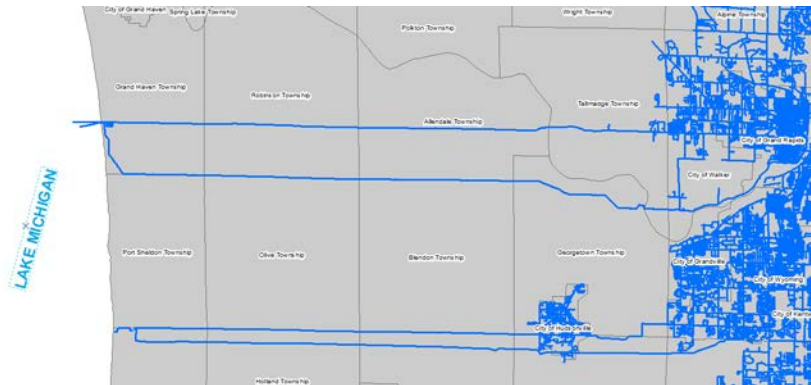 City of Grand Haven
Spring Lake Township
Wright Township
Alpine Township
Polkton Township
Grand Haven Township
Robinson Township
Tallmadge Township
Allendale Township
City of Grand Rapids
City of Walker
LAKE MICHIGAN
Port Sheldon Township
Olive Township
Blendon Township
Georgetown Township
City of Grandville
City of Wyoming
City of Hudsonville
Holland Township